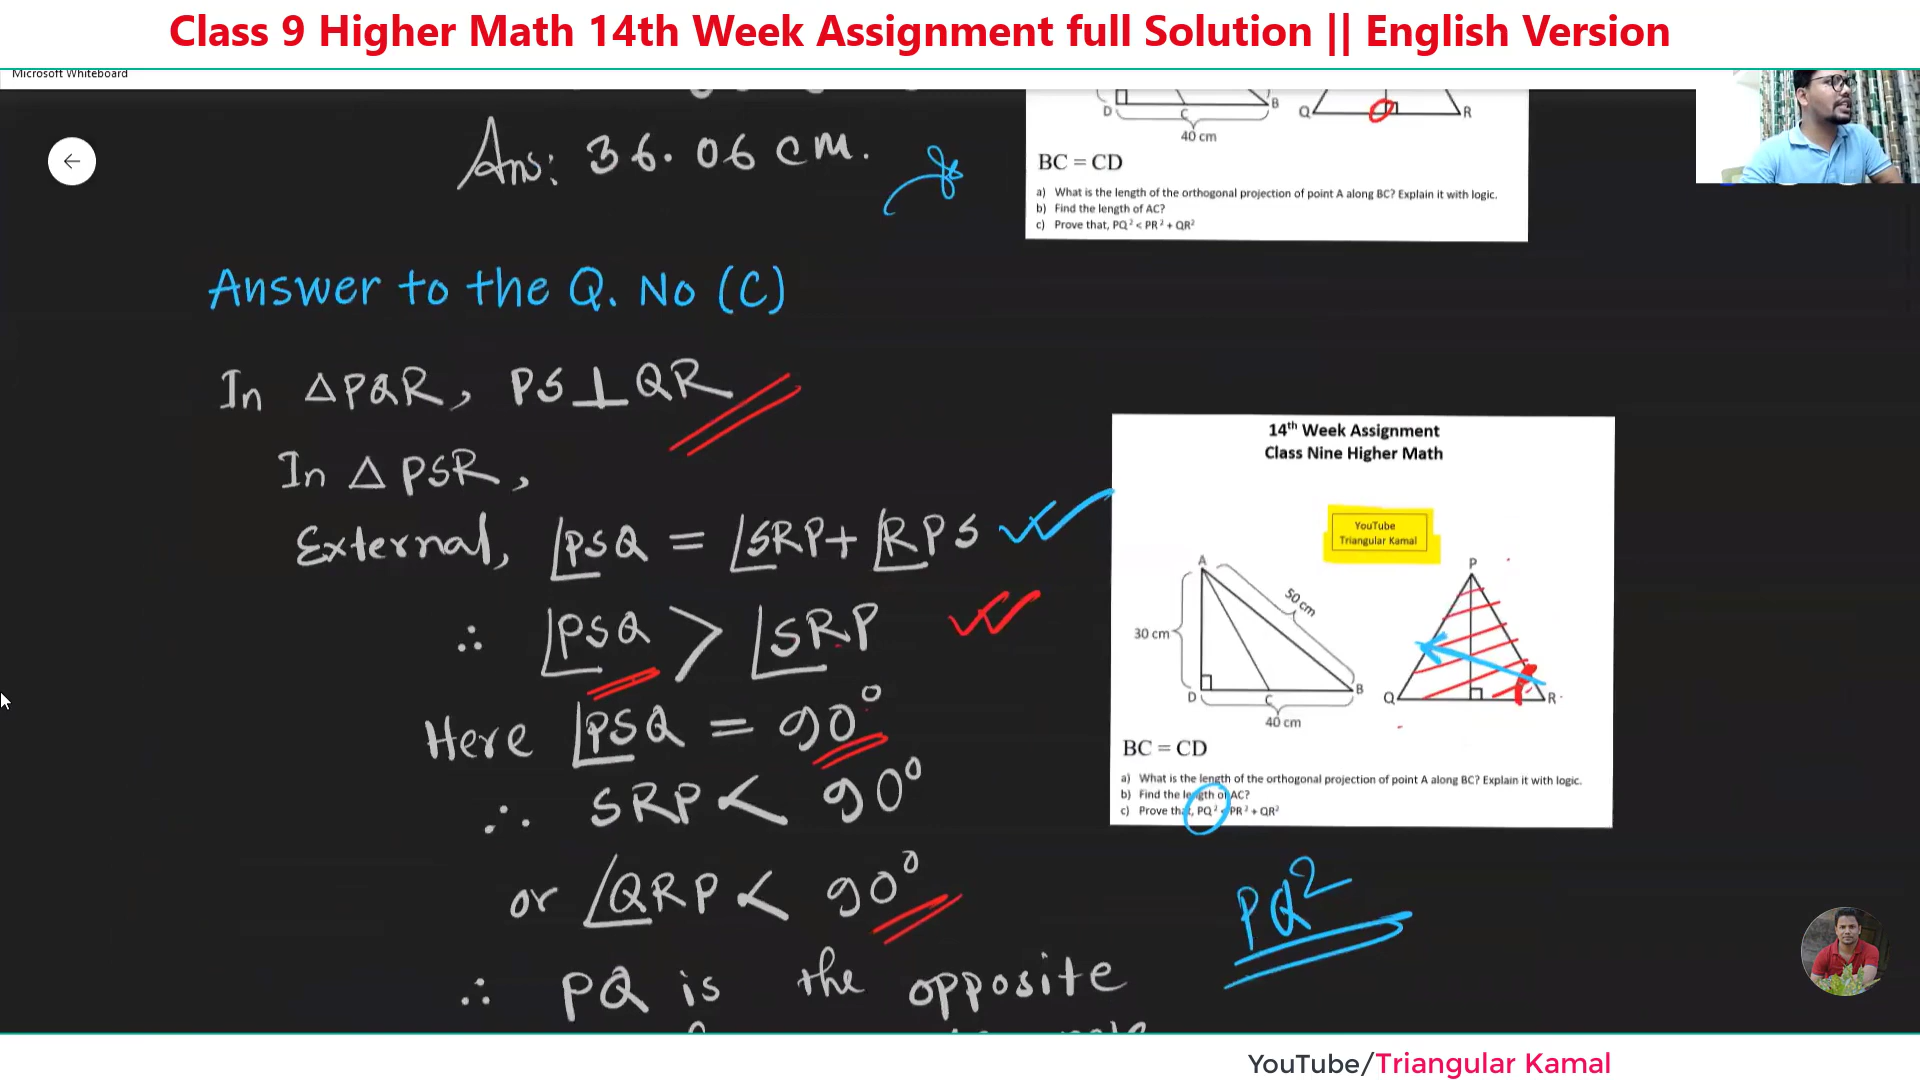 Class 9 Higher Math 14th Week Assignment full Solution || English Version
Microsoft Whiteboard
Ans: 36.06 cm.
D C B
40 cm
Q R
BC = CD
a) What is the length of the orthogonal projection of point A along BC? Explain it with logic.
b) Find the length of AC?
c) Prove that, PQ² < PR² + QR²
Answer to the Q. No (C)
In △PQR, PS⊥QR
In △PSR,
External, ∠PSQ = ∠SRP + ∠RPS
∴ ∠PSQ > ∠SRP
Here ∠PSQ = 90°
∴ SRP < 90°
or ∠QRP < 90°
∴ PQ is the opposite
14th Week Assignment
Class Nine Higher Math
YouTube
Triangular Kamal
A
50 cm
30 cm
D C B
40 cm
P
Q R
BC = CD
a) What is the length of the orthogonal projection of point A along BC? Explain it with logic.
b) Find the length of AC?
c) Prove that, PQ² < PR² + QR²
PQ²
YouTube/Triangular Kamal